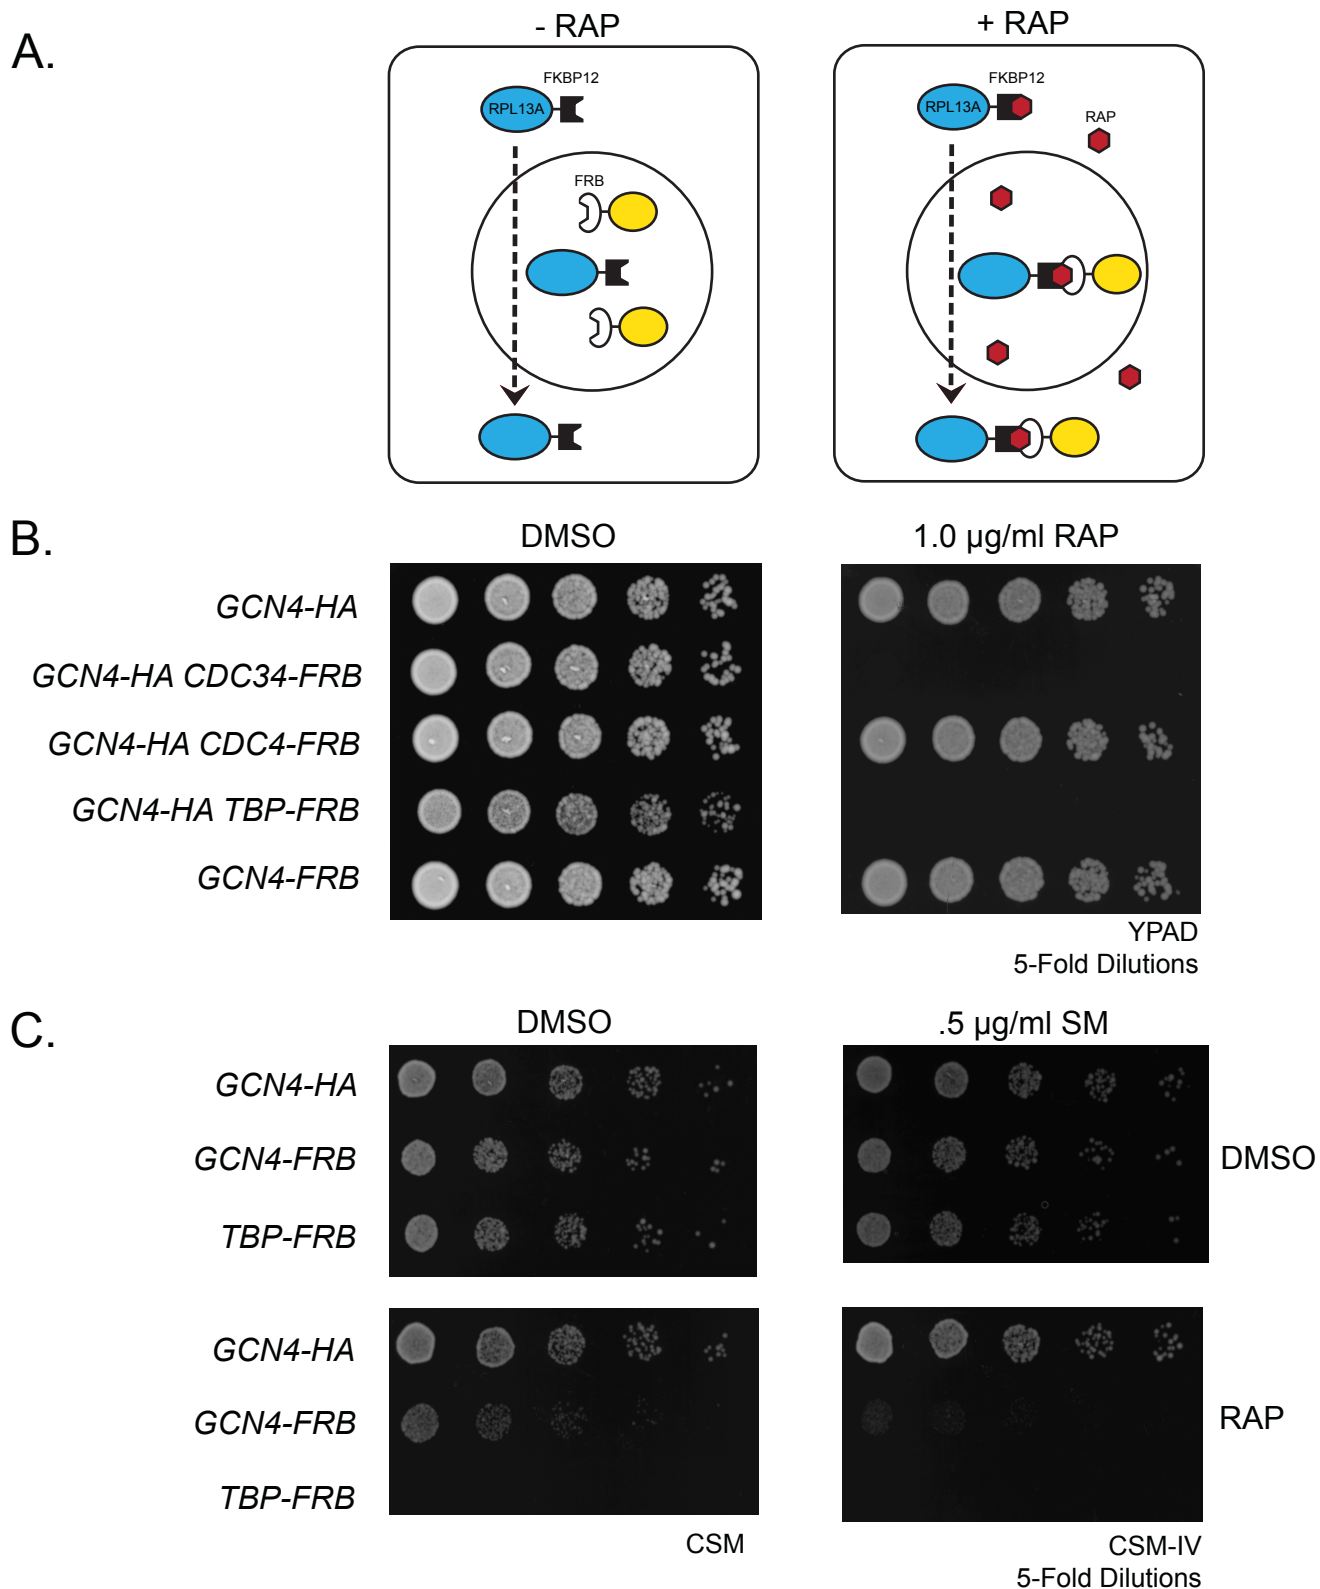 A.
- RAP
+ RAP
FKBP12
RPL13A
FRB
FKBP12
RPL13A
RAP
B.
DMSO
1.0 µg/ml RAP
GCN4-HA
GCN4-HA CDC34-FRB
GCN4-HA CDC4-FRB
GCN4-HA TBP-FRB
GCN4-FRB
YPAD
5-Fold Dilutions
C.
DMSO
.5 µg/ml SM
GCN4-HA
GCN4-FRB
TBP-FRB
DMSO
GCN4-HA
GCN4-FRB
TBP-FRB
RAP
CSM
CSM-IV
5-Fold Dilutions